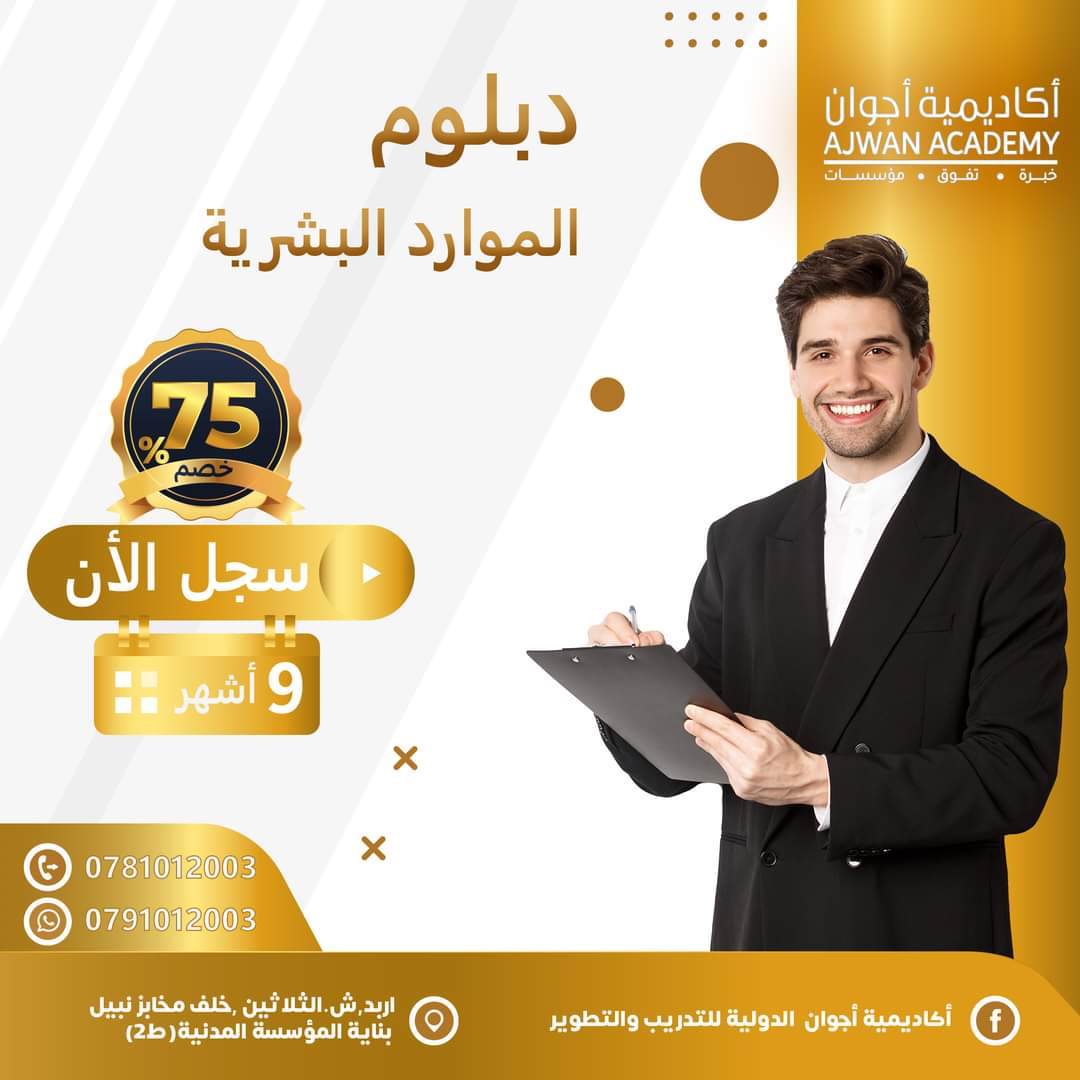 أكاديمية أجوان
AJWAN ACADEMY
خبرة • تفوق • مؤسسات
دبلوم
الموارد البشرية
75%
خصم
سجل الأن
9 أشهر
0781012003
0791012003
أكاديمية أجوان الدولية للتدريب والتطوير
اربد,ش.الثلاثين ,خلف مخابز نبيل
بناية المؤسسة المدنية( ط2)